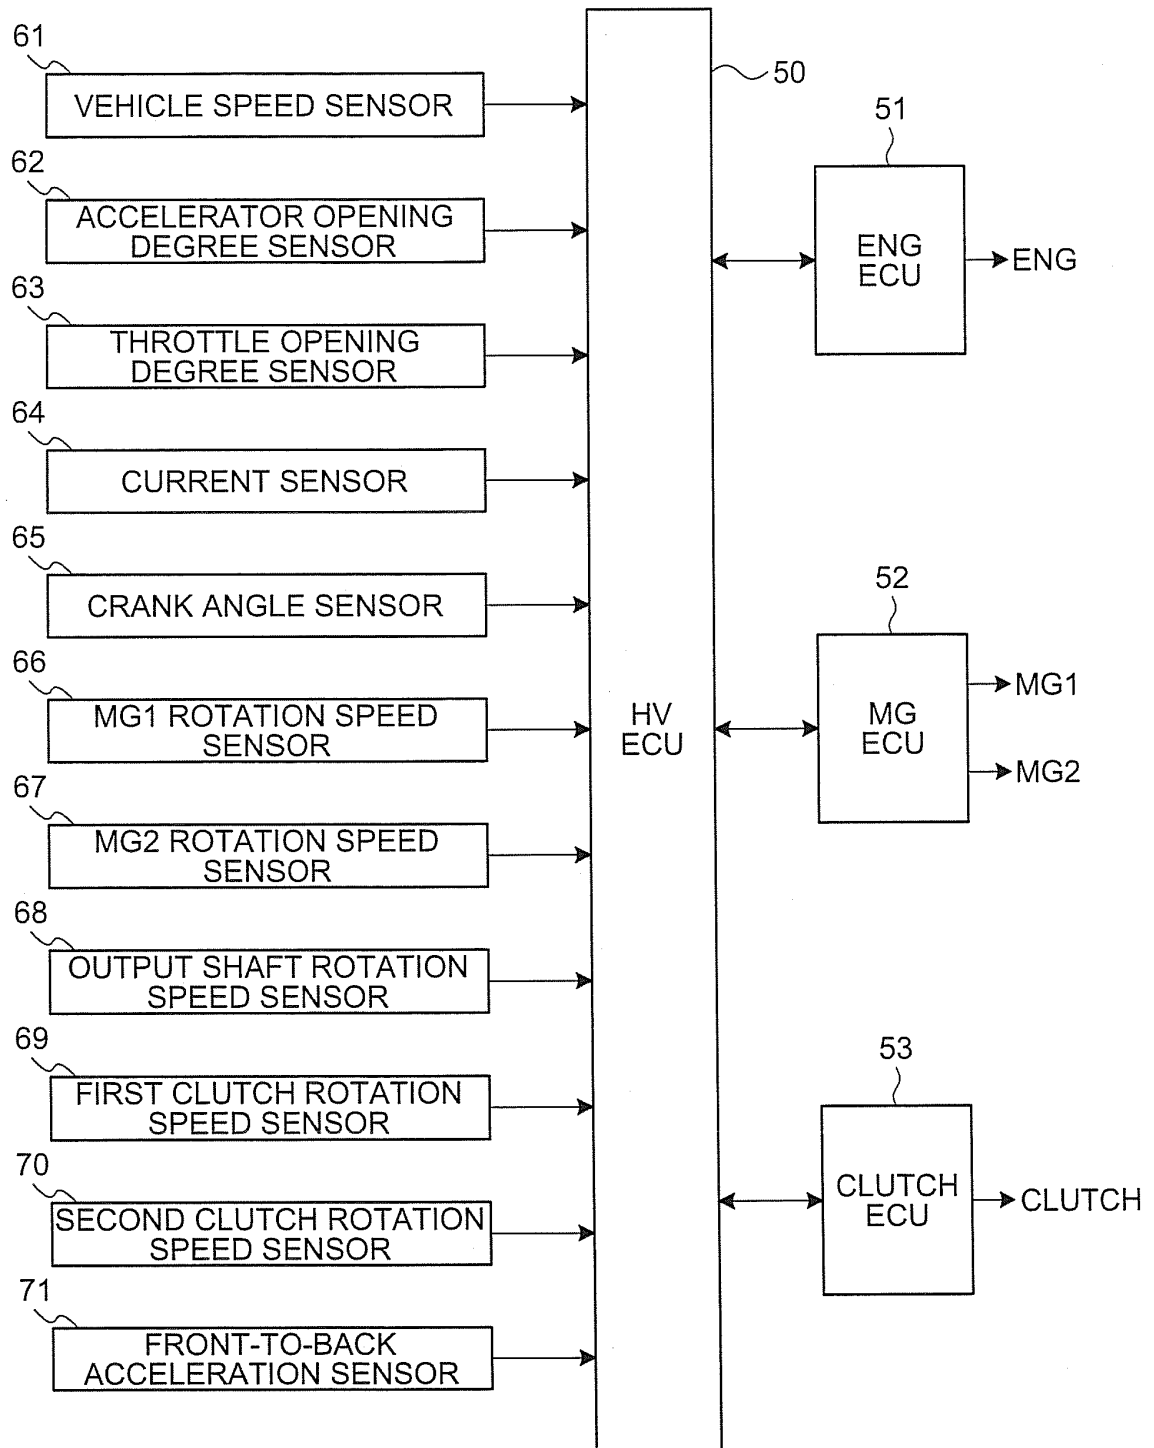 61
VEHICLE SPEED SENSOR
62
ACCELERATOR OPENING
DEGREE SENSOR
63
THROTTLE OPENING
DEGREE SENSOR
64
CURRENT SENSOR
65
CRANK ANGLE SENSOR
66
MG1 ROTATION SPEED
SENSOR
67
MG2 ROTATION SPEED
SENSOR
68
OUTPUT SHAFT ROTATION
SPEED SENSOR
69
FIRST CLUTCH ROTATION
SPEED SENSOR
70
SECOND CLUTCH ROTATION
SPEED SENSOR
71
FRONT-TO-BACK
ACCELERATION SENSOR
50
HV
ECU
51
ENG
ECU
ENG
52
MG
ECU
MG1
MG2
53
CLUTCH
ECU
CLUTCH